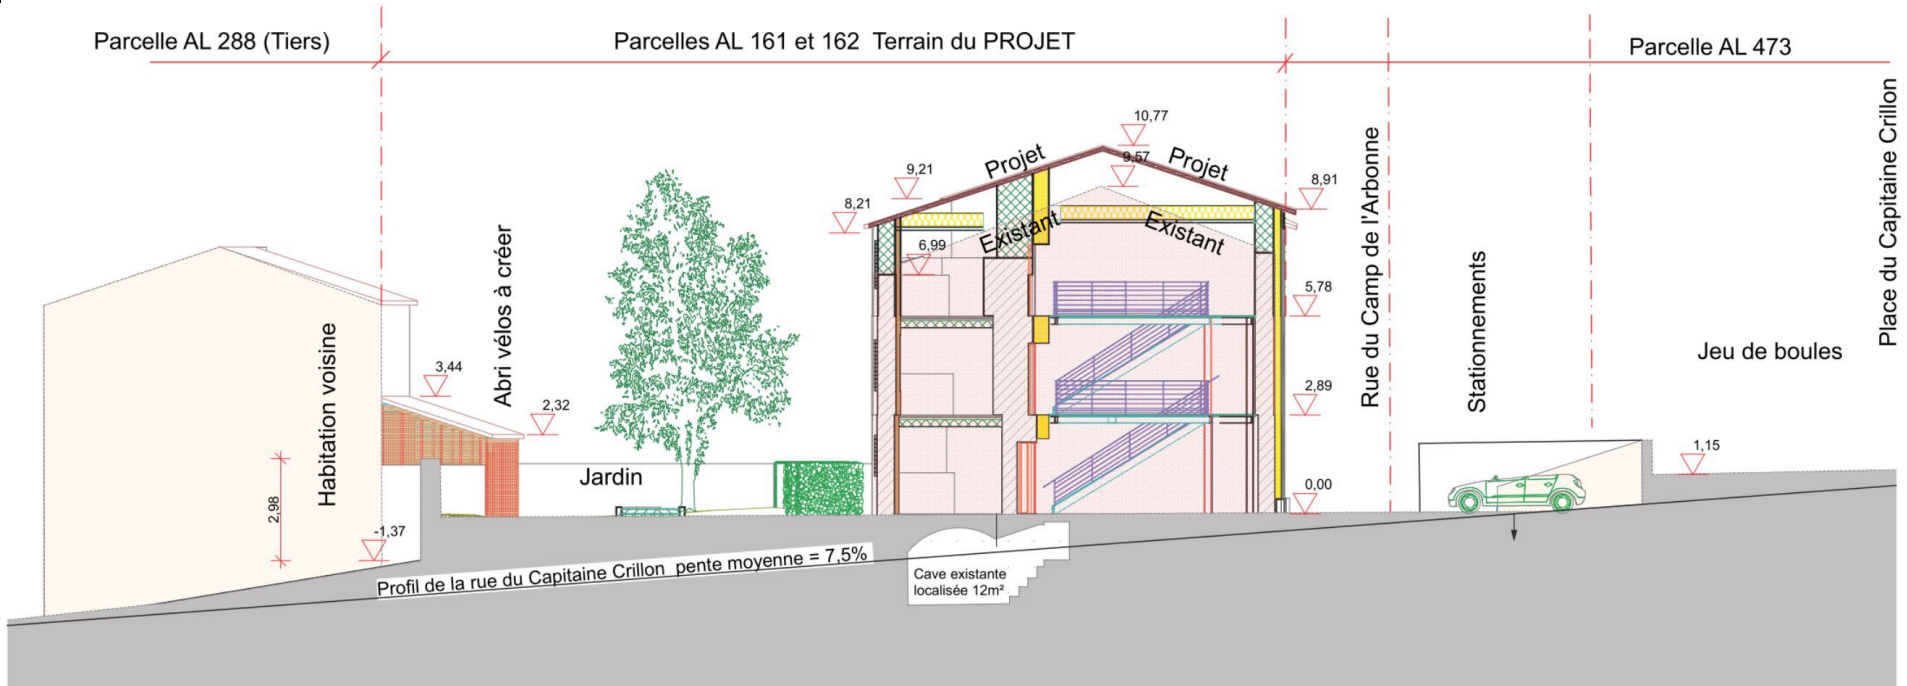 Parcelle AL 288 (Tiers)
Parcelles AL 161 et 162 Terrain du PROJET
Parcelle AL 473
Place du Capitaine Crillon
10,77
Projet
Projet
9,57
9,21
8,91
8,21
Existant
Existant
6,99
5,78
Rue du Camp de l'Arbonne
Stationnements
Jeu de boules
Abri vélos à créer
Habitation voisine
3,44
2,32
2,89
1,15
Jardin
0,00
2,98
-1,37
Profil de la rue du Capitaine Crillon pente moyenne = 7,5%
Cave existante
localisée 12m²